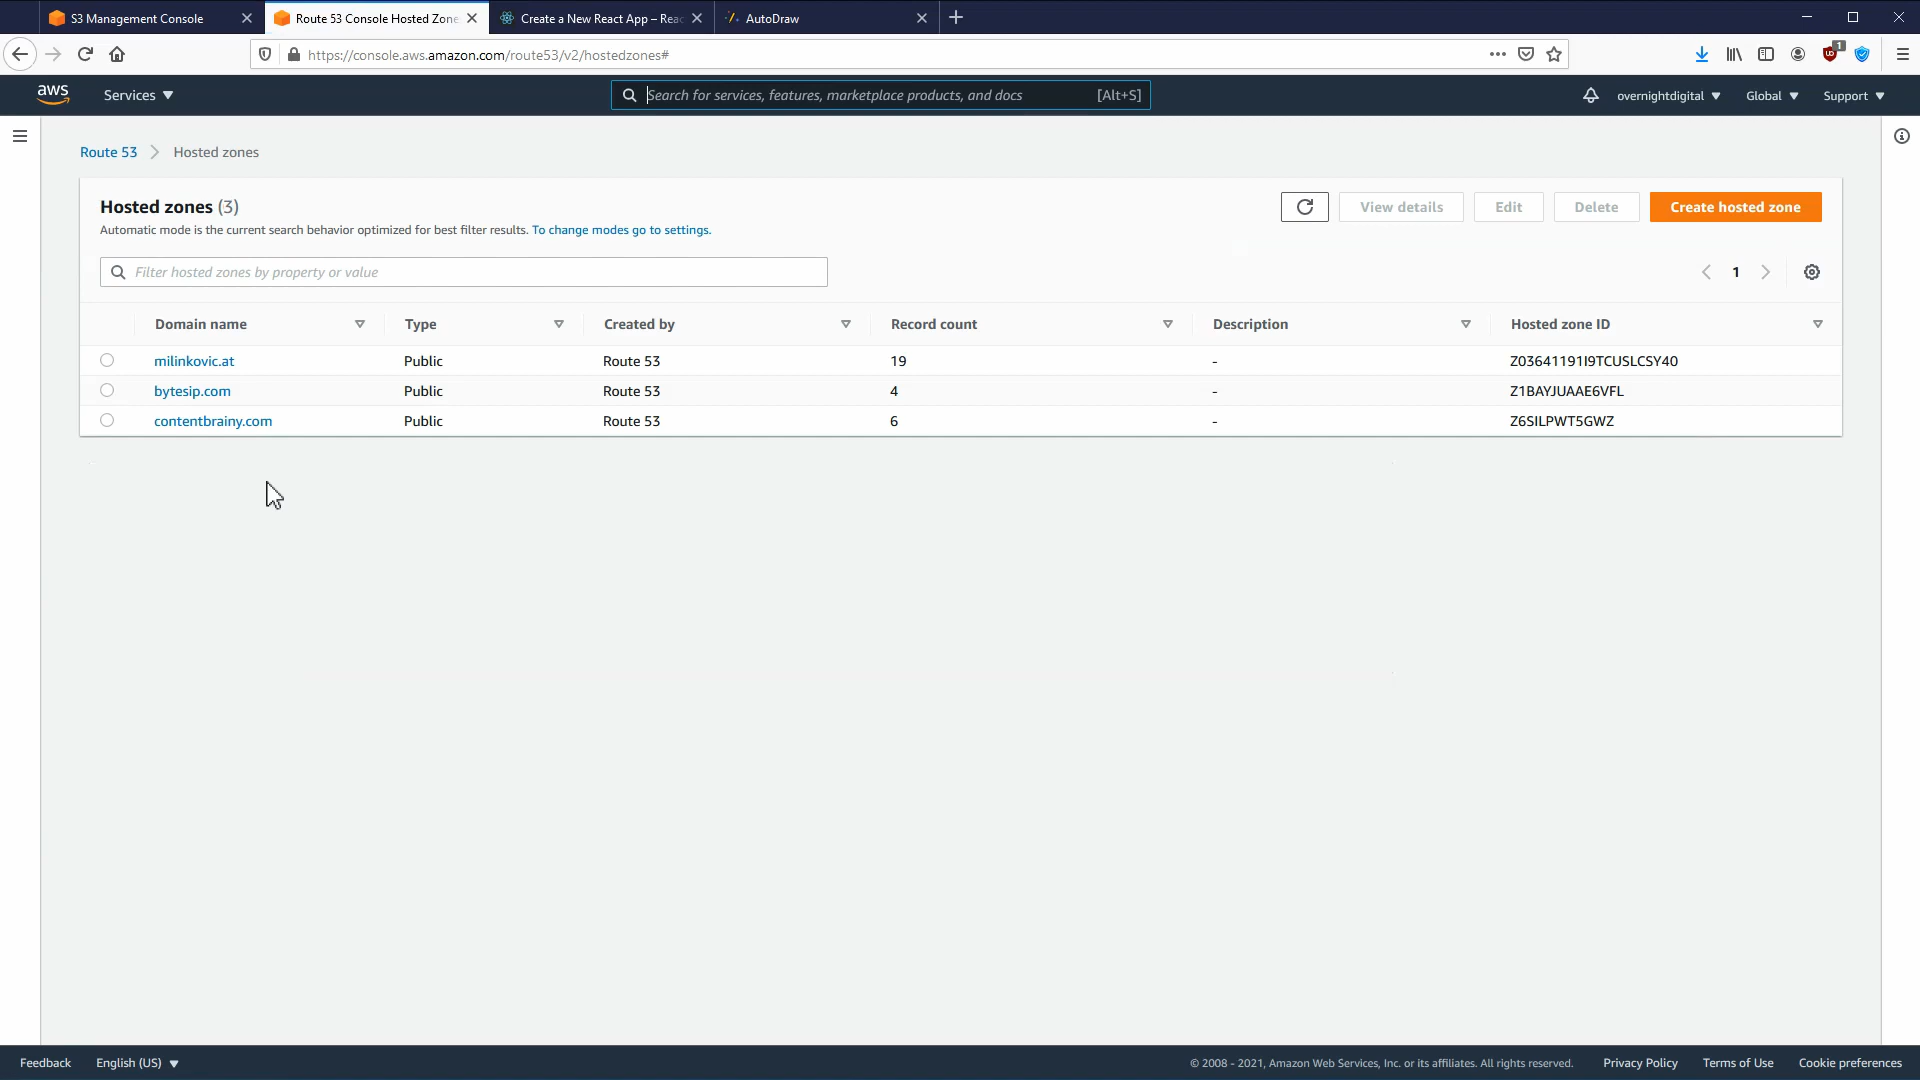 S3 Management Console
Route 53 Console Hosted Zone
Create a New React App – Reac
AutoDraw
https://console.aws.amazon.com/route53/v2/hostedzones#
1
aws
Services
Search for services, features, marketplace products, and docs
[Alt+S]
overnightdigital
Global
Support
Route 53
Hosted zones
Hosted zones (3)
View details
Edit
Delete
Create hosted zone
Automatic mode is the current search behavior optimized for best filter results. To change modes go to settings.
Filter hosted zones by property or value
1
Domain name Type Created by Record count Description Hosted zone ID
milinkovic.at Public Route 53 19 - Z03641191I9TCUSLCSY40
bytesip.com Public Route 53 4 - Z1BAYJUAAE6VFL
contentbrainy.com Public Route 53 6 - Z6SILPWT5GWZ
Feedback
English (US)
© 2008 - 2021, Amazon Web Services, Inc. or its affiliates. All rights reserved.
Privacy Policy
Terms of Use
Cookie preferences